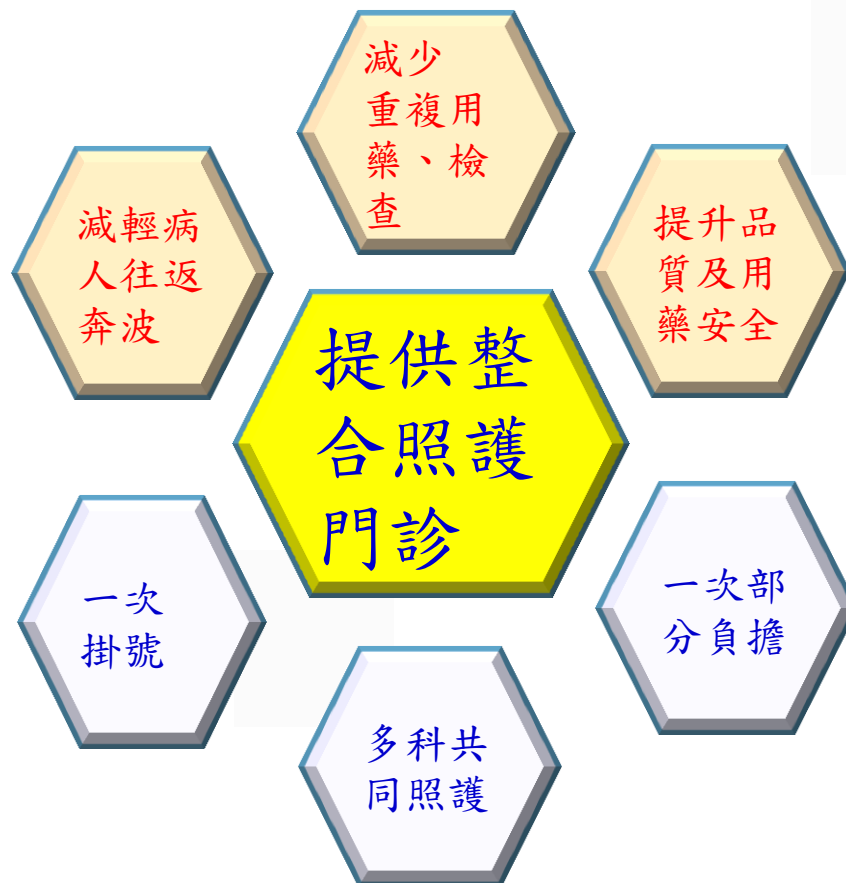 減少
重複用
藥、檢
查
減輕病
人往返
奔波
提升品
質及用
藥安全
提供整
合照護
門診
一次
掛號
一次部
分負擔
多科共
同照護